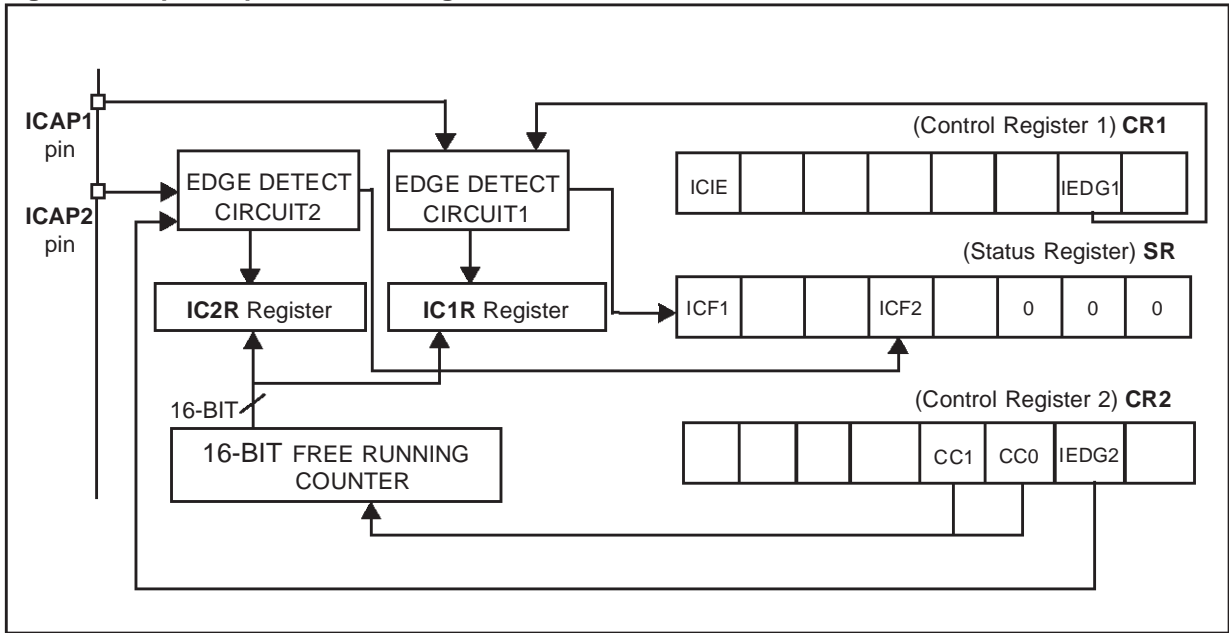 ICAP1
pin
ICAP2
pin
EDGE DETECT
CIRCUIT2
EDGE DETECT
CIRCUIT1
IC2R Register
IC1R Register
16-BIT
16-BIT FREE RUNNING
COUNTER
(Control Register 1) CR1
ICIE IEDG1
(Status Register) SR
ICF1 ICF2 0 0 0
(Control Register 2) CR2
CC1 CC0 IEDG2